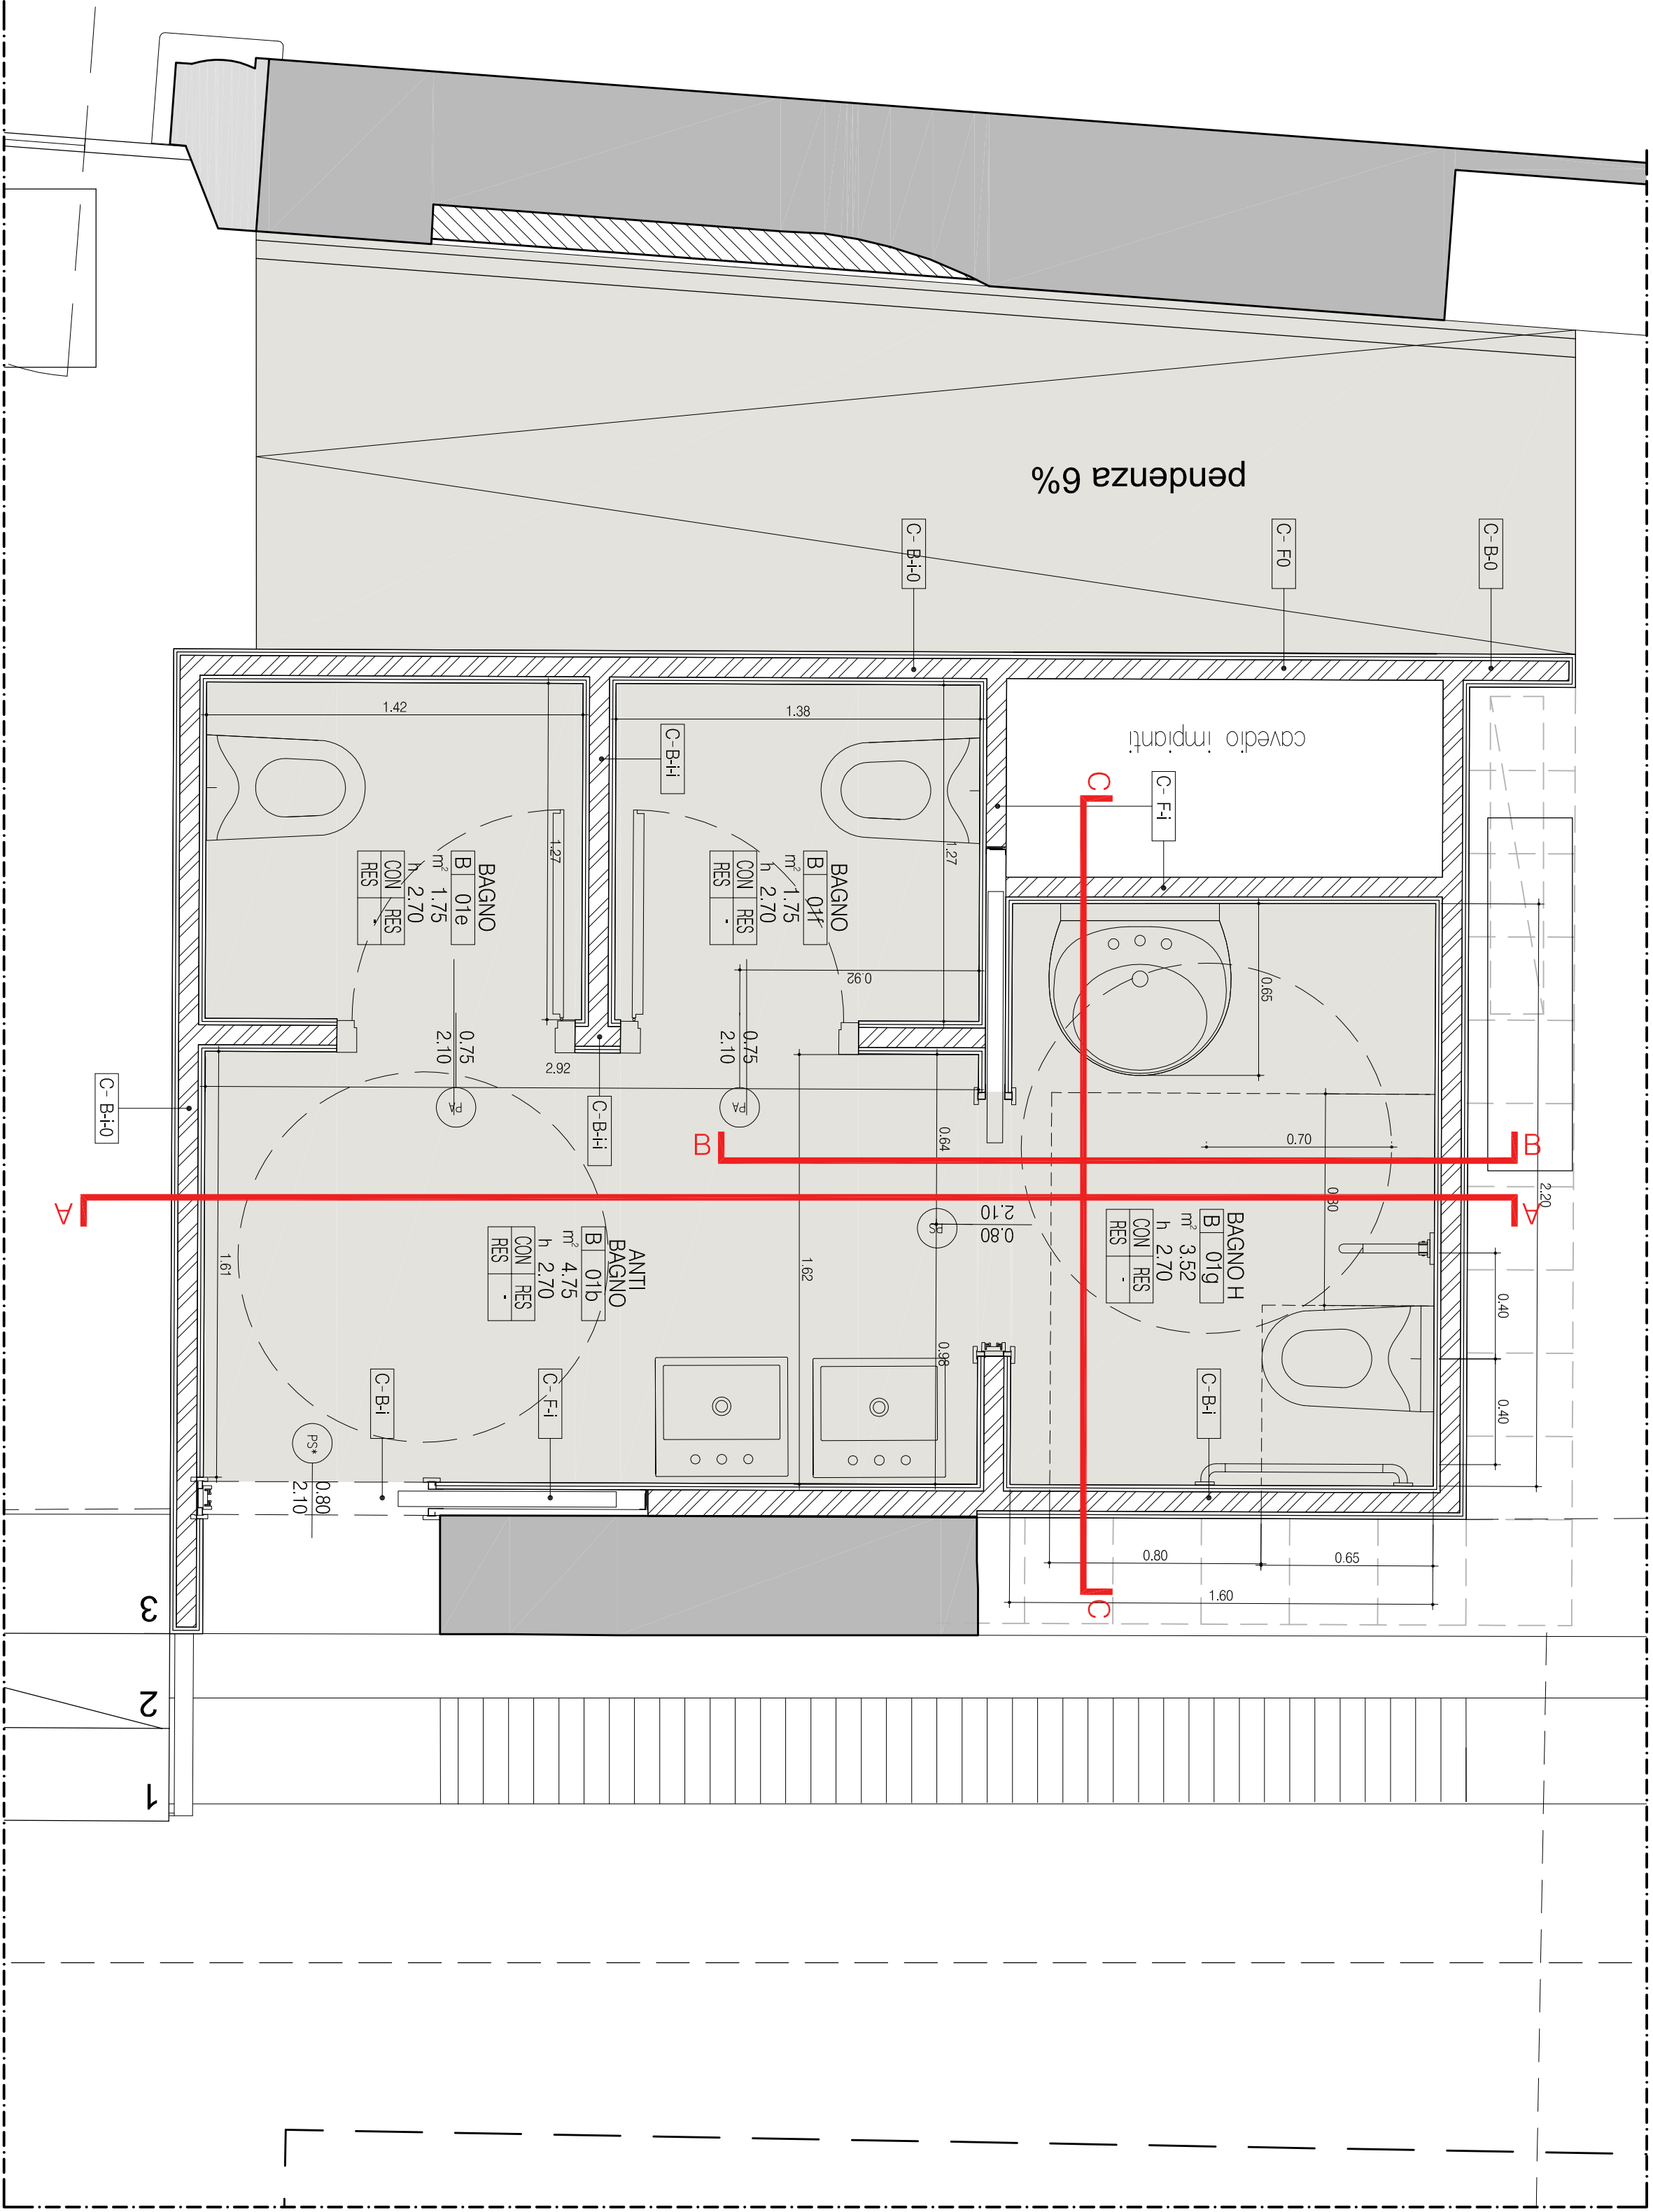 pendenza 6%
C- B-i-0
C- F0
C- B-0
1.42
1.38
cavedio impianti
C-B-i-i
C- F-i
C
1.27
1.27
BAGNO
B 01e
m² 1.75
h 2.70
CON RES
RES -
BAGNO
B 01f
m² 1.75
h 2.70
CON RES
RES -
0.92
0.65
0.75
2.10
0.75
2.10
2.92
PA
PA
C- B-i-0
C-B-i-i
B
0.64
0.70
B
A
0.80
2.20
A
PS
0.80
2.10
BAGNO H
B 01g
m² 3.52
h 2.70
CON RES
RES -
ANTI
BAGNO
B 01b
m² 4.75
h 2.70
CON RES
RES -
1.61
1.62
0.98
0.40
0.40
C-B-i
C- F-i
C-B-i
PS*
0.80
2.10
0.80
0.65
1.60
C
3
2
1